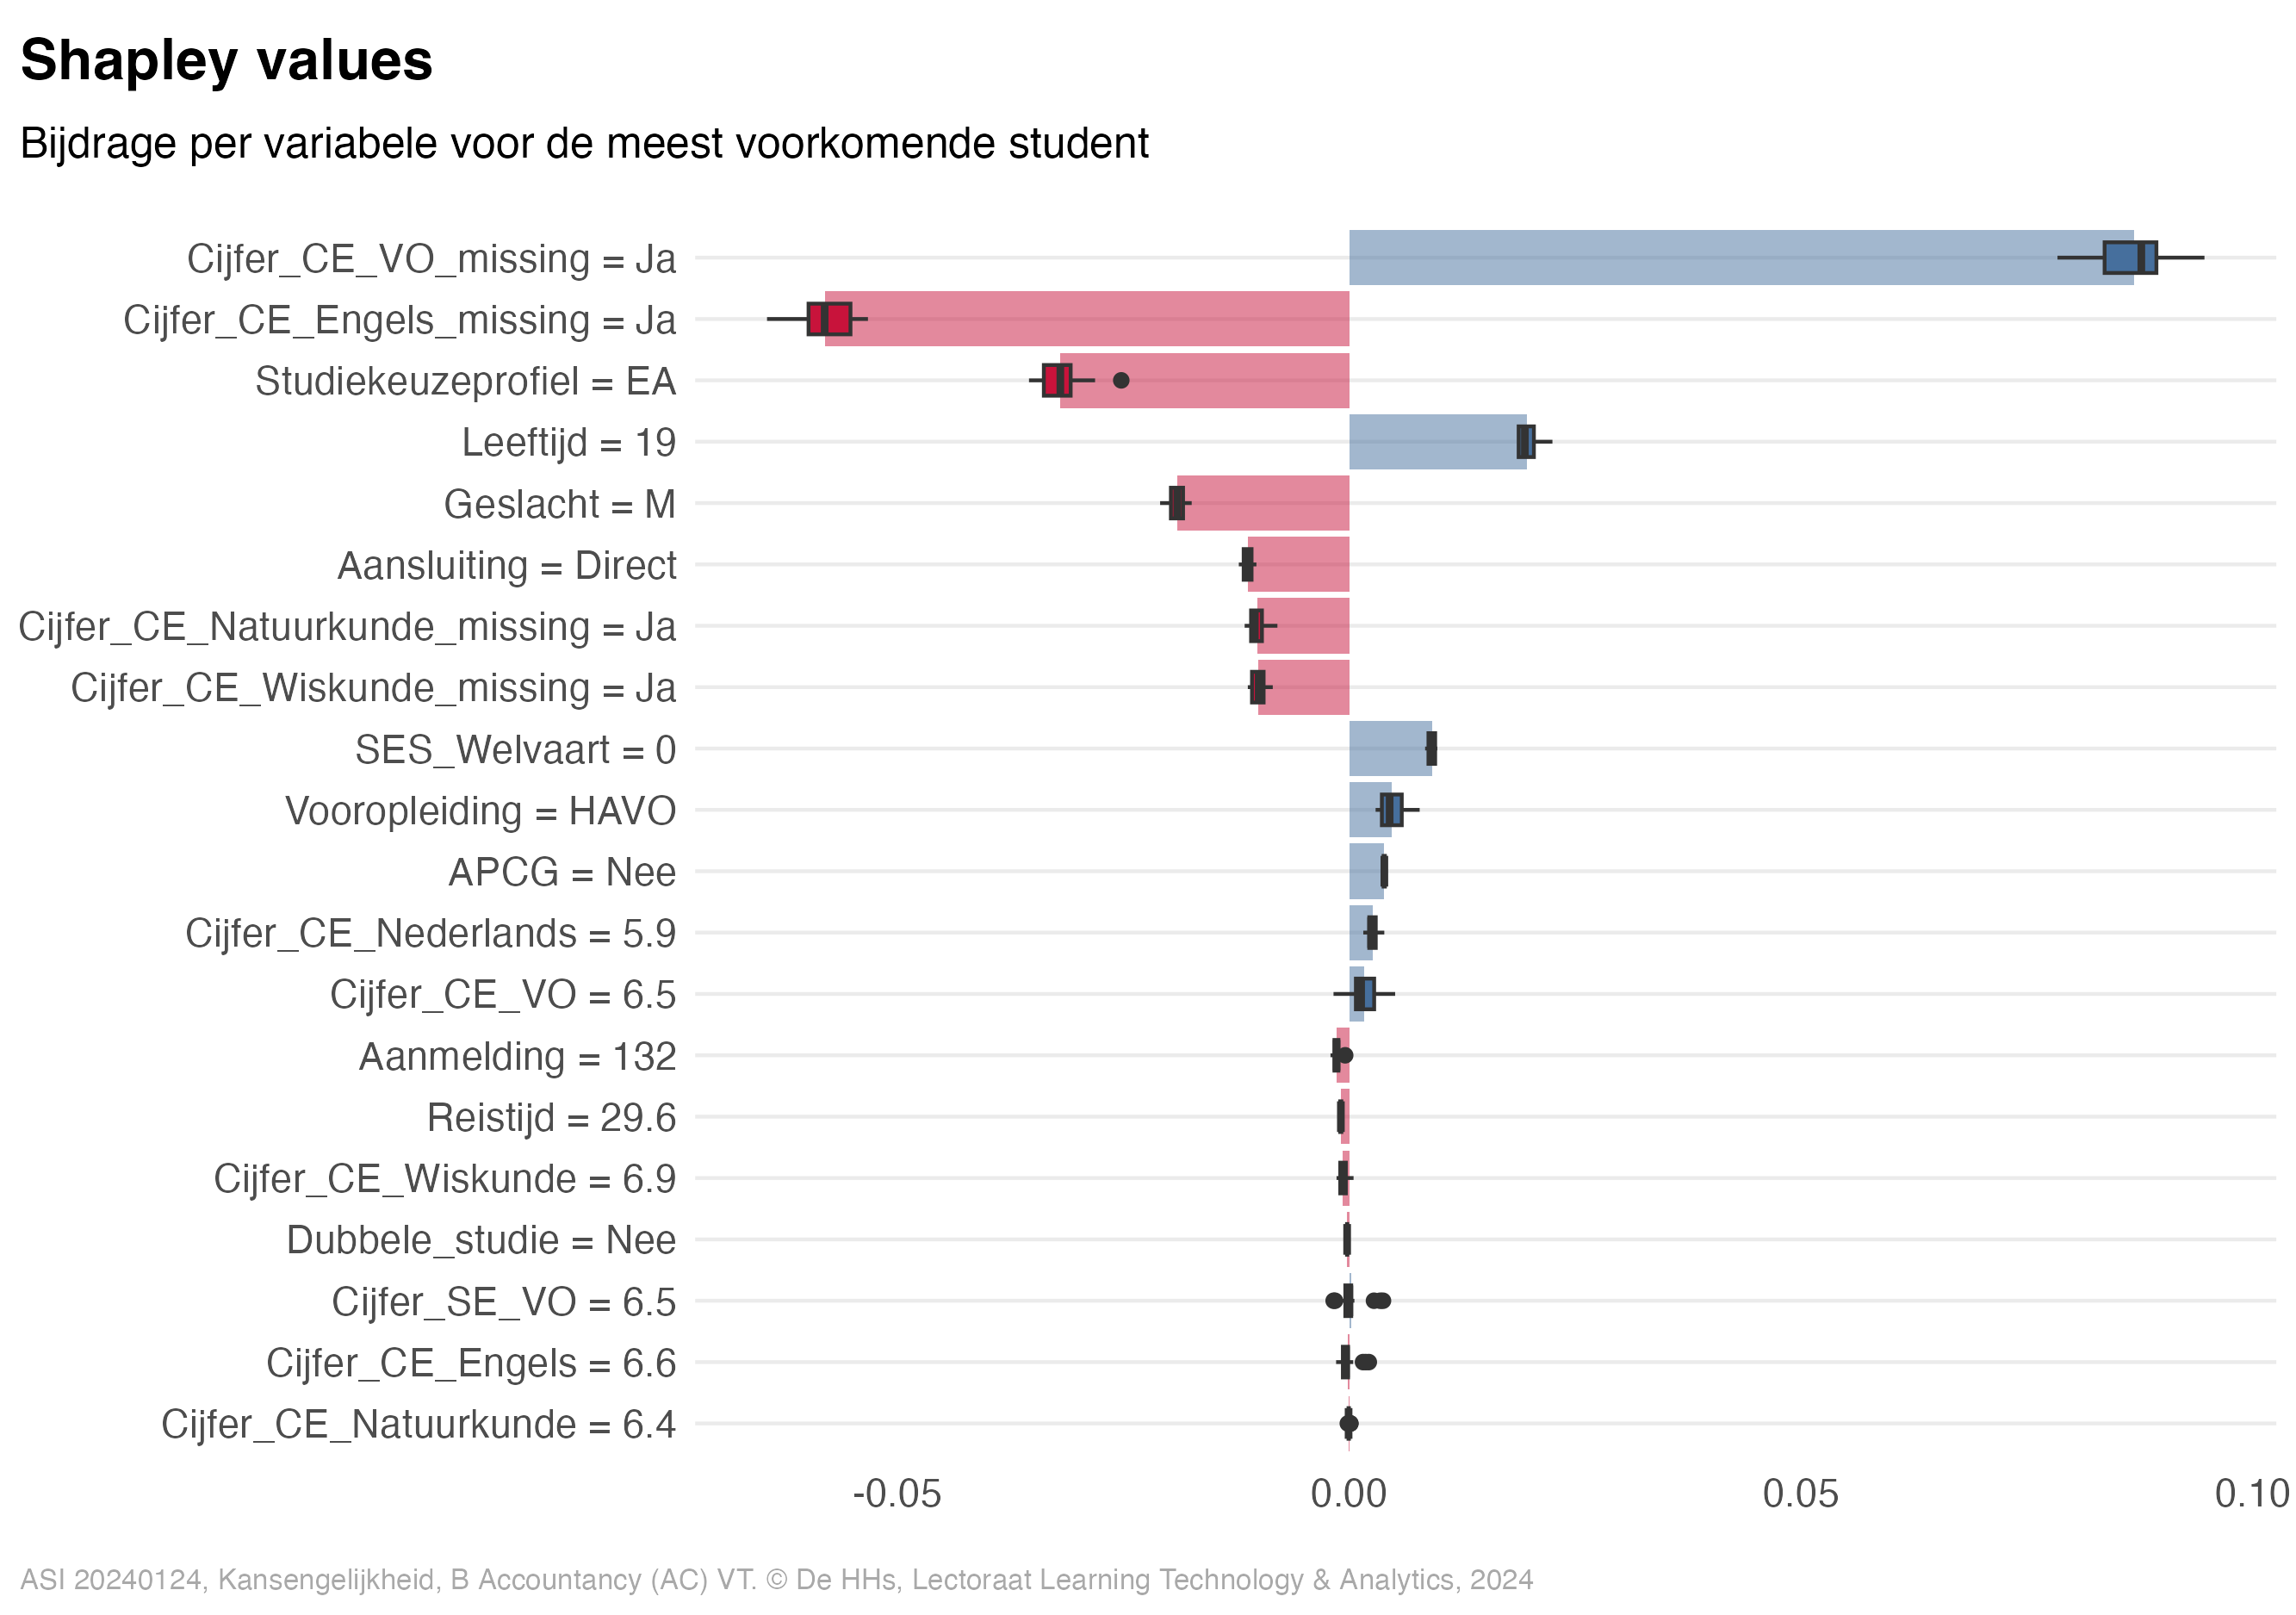 Shapley values
Bijdrage per variabele voor de meest voorkomende student
Cijfer_CE_VO_missing = Ja
Cijfer_CE_Engels_missing = Ja
Studiekeuzeprofiel = EA
Leeftijd = 19
Geslacht = M
Aansluiting = Direct
Cijfer_CE_Natuurkunde_missing = Ja
Cijfer_CE_Wiskunde_missing = Ja
SES_Welvaart = 0
Vooropleiding = HAVO
APCG = Nee
Cijfer_CE_Nederlands = 5.9
Cijfer_CE_VO = 6.5
Aanmelding = 132
Reistijd = 29.6
Cijfer_CE_Wiskunde = 6.9
Dubbele_studie = Nee
Cijfer_SE_VO = 6.5
Cijfer_CE_Engels = 6.6
Cijfer_CE_Natuurkunde = 6.4
-0.05 0.00 0.05 0.10
ASI 20240124, Kansengelijkheid, B Accountancy (AC) VT. © De HHs, Lectoraat Learning Technology & Analytics, 2024